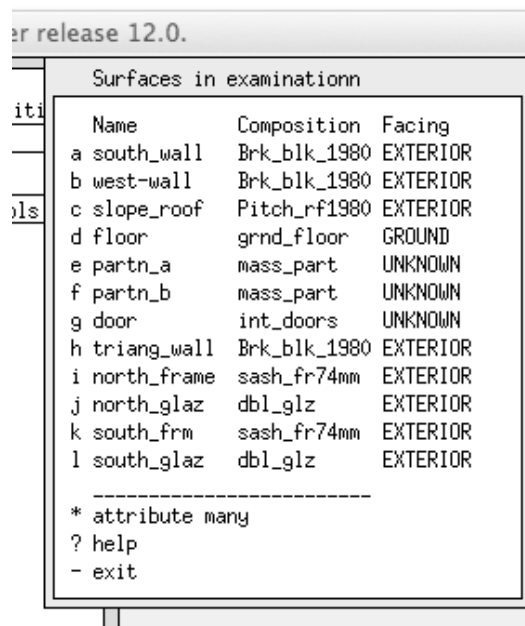 er release 12.0.
Surfaces in examinationn
iti
Name Composition Facing
a south_wall Brk_blk_1980 EXTERIOR
b west-wall Brk_blk_1980 EXTERIOR
ols
c slope_roof Pitch_rf1980 EXTERIOR
d floor grnd_floor GROUND
e partn_a mass_part UNKNOWN
f partn_b mass_part UNKNOWN
g door int_doors UNKNOWN
h triang_wall Brk_blk_1980 EXTERIOR
i north_frame sash_fr74mm EXTERIOR
j north_glaz dbl_glz EXTERIOR
k south_frm sash_fr74mm EXTERIOR
l south_glaz dbl_glz EXTERIOR
* attribute many
? help
- exit